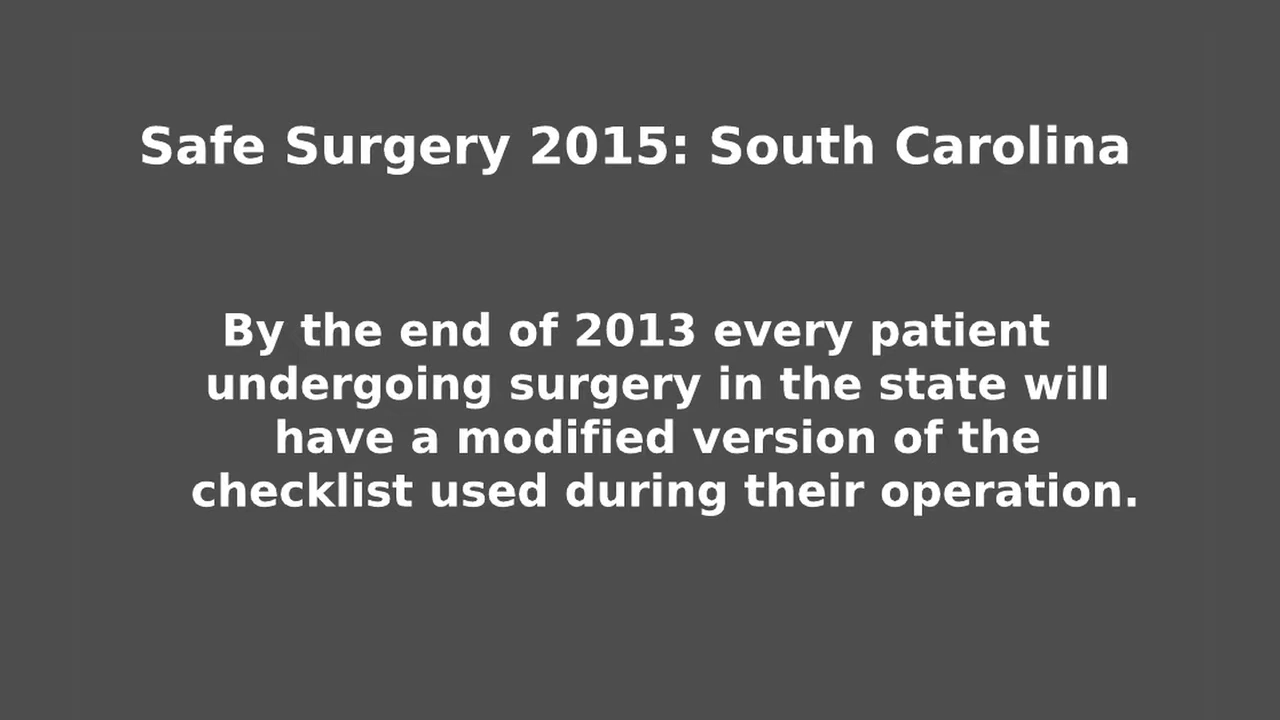 Safe Surgery 2015: South Carolina
By the end of 2013 every patient
undergoing surgery in the state will
have a modified version of the
checklist used during their operation.